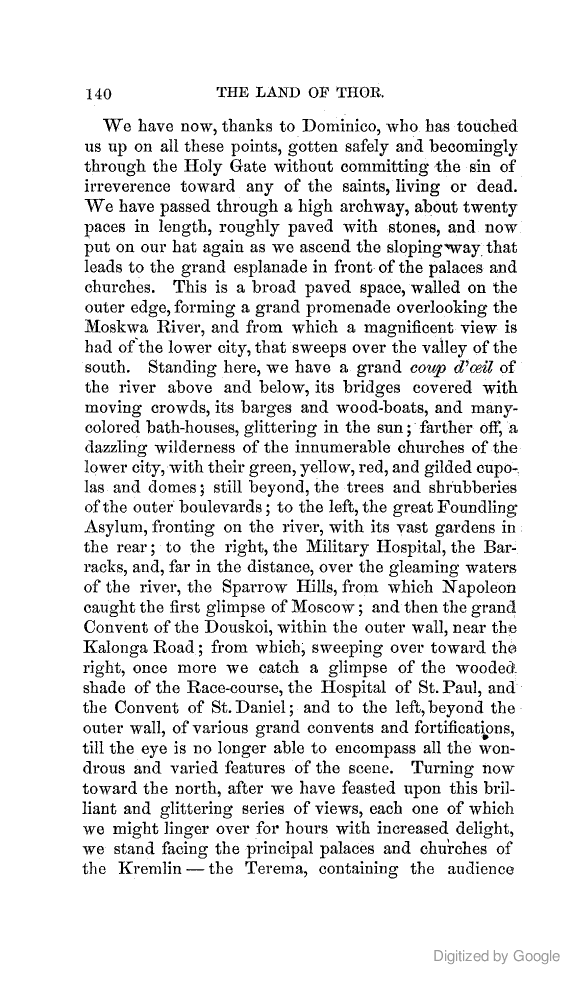 140 THE LAND OF THOR.
We have now, thanks to Dominico, who has touched
us up on all these points, gotten safely and becomingly
through the Holy Gate without committing the sin of
irreverence toward any of the saints, living or dead.
We have passed through a high archway, about twenty
paces in length, roughly paved with stones, and now
put on our hat again as we ascend the sloping way that
leads to the grand esplanade in front of the palaces and
churches. This is a broad paved space, walled on the
outer edge, forming a grand promenade overlooking the
Moskwa River, and from which a magnificent view is
had of the lower city, that sweeps over the valley of the
south. Standing here, we have a grand coup d'œil of
the river above and below, its bridges covered with
moving crowds, its barges and wood-boats, and many-
colored bath-houses, glittering in the sun; farther off, a
dazzling wilderness of the innumerable churches of the
lower city, with their green, yellow, red, and gilded cupo-
las and domes; still beyond, the trees and shrubberies
of the outer boulevards; to the left, the great Foundling
Asylum, fronting on the river, with its vast gardens in
the rear; to the right, the Military Hospital, the Bar-
racks, and, far in the distance, over the gleaming waters
of the river, the Sparrow Hills, from which Napoleon
caught the first glimpse of Moscow; and then the grand
Convent of the Douskoi, within the outer wall, near the
Kalonga Road; from which, sweeping over toward the
right, once more we catch a glimpse of the wooded
shade of the Race-course, the Hospital of St. Paul, and
the Convent of St. Daniel; and to the left, beyond the
outer wall, of various grand convents and fortifications,
till the eye is no longer able to encompass all the won-
drous and varied features of the scene. Turning now
toward the north, after we have feasted upon this bril-
liant and glittering series of views, each one of which
we might linger over for hours with increased delight,
we stand facing the principal palaces and churches of
the Kremlin — the Terema, containing the audience
Digitized by Google